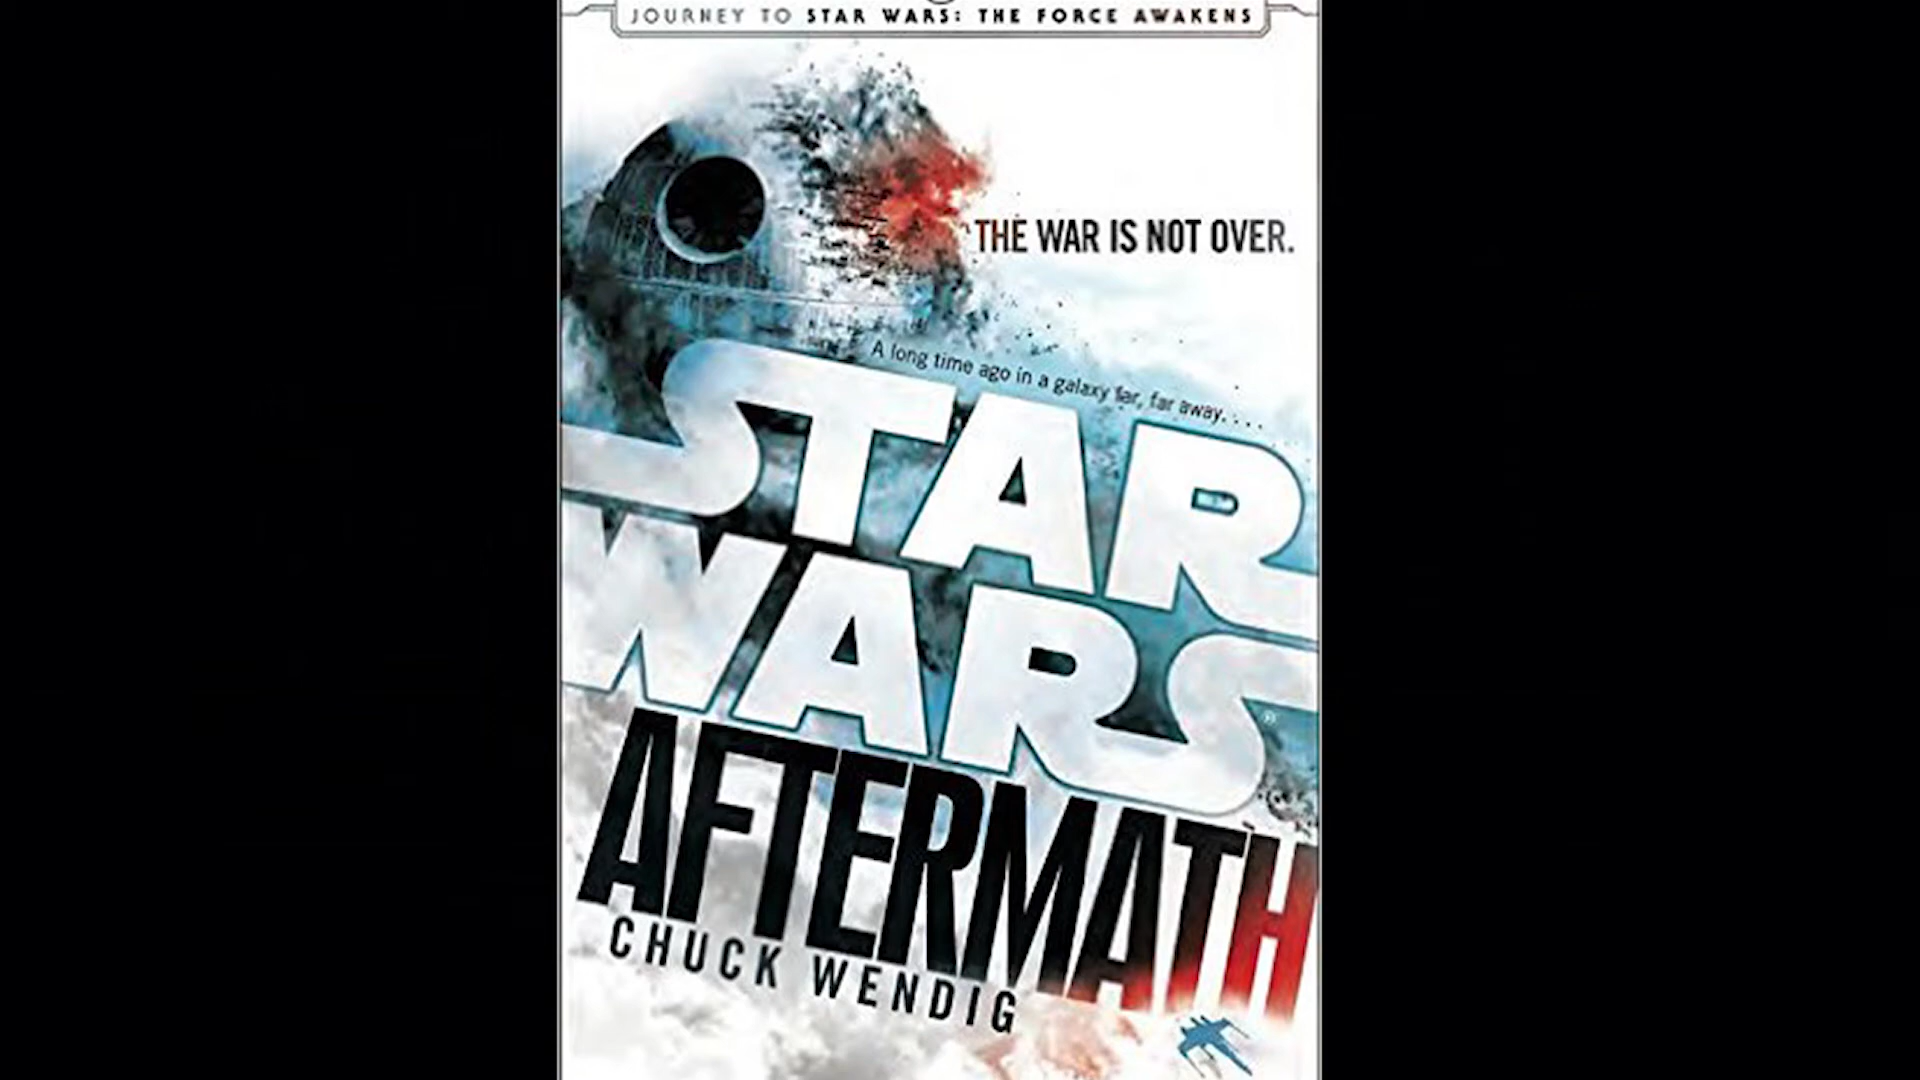 JOURNEY TO STAR WARS: THE FORCE AWAKENS
THE WAR IS NOT OVER.
A long time ago in a galaxy far, far away. . . .
STAR
WARS
®
AFTERMATH
CHUCK WENDIG